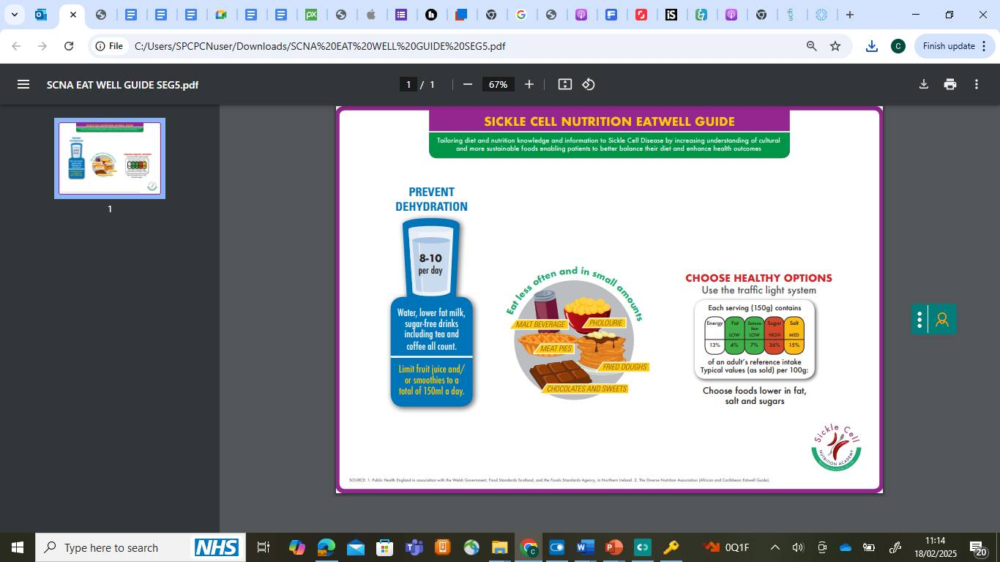 File
C:/Users/SPCPCNuser/Downloads/SCNA%20EAT%20WELL%20GUIDE%20SEG5.pdf
C
Finish update
SCNA EAT WELL GUIDE SEG5.pdf
1 / 1
67%
1
SICKLE CELL NUTRITION EATWELL GUIDE
Tailoring diet and nutrition knowledge and information to Sickle Cell Disease by increasing understanding of cultural
and more sustainable foods enabling patients to better balance their diet and enhance health outcomes
PREVENT
DEHYDRATION
8-10
per day
Water, lower fat milk,
sugar-free drinks
including tea and
coffee all count.
Limit fruit juice and/
or smoothies to a
total of 150ml a day.
Eat less often and in small amounts
MALT BEVERAGE
PHOLOURIE
MEAT PIES
FRIED DOUGHS
CHOCOLATES AND SWEETS
CHOOSE HEALTHY OPTIONS
Use the traffic light system
Each serving (150g) contains
Energy Fat Satura- Sugar Salt
tion
LOW LOW HIGH MED
13% 4% 7% 36% 15%
of an adult's reference intake
Typical values (as sold) per 100g:
Choose foods lower in fat,
salt and sugars
Sickle Cell
NUTRITION ACADEMY
SOURCE: 1. Public Health England in association with the Welsh Government, Food Standards Scotland, and the Foods Standards Agency, in Northern Ireland. 2. The Diverse Nutrition Association (African and Caribbean Eatwell Guide).
Type here to search
NHS
0Q1F
11:14
18/02/2025
20